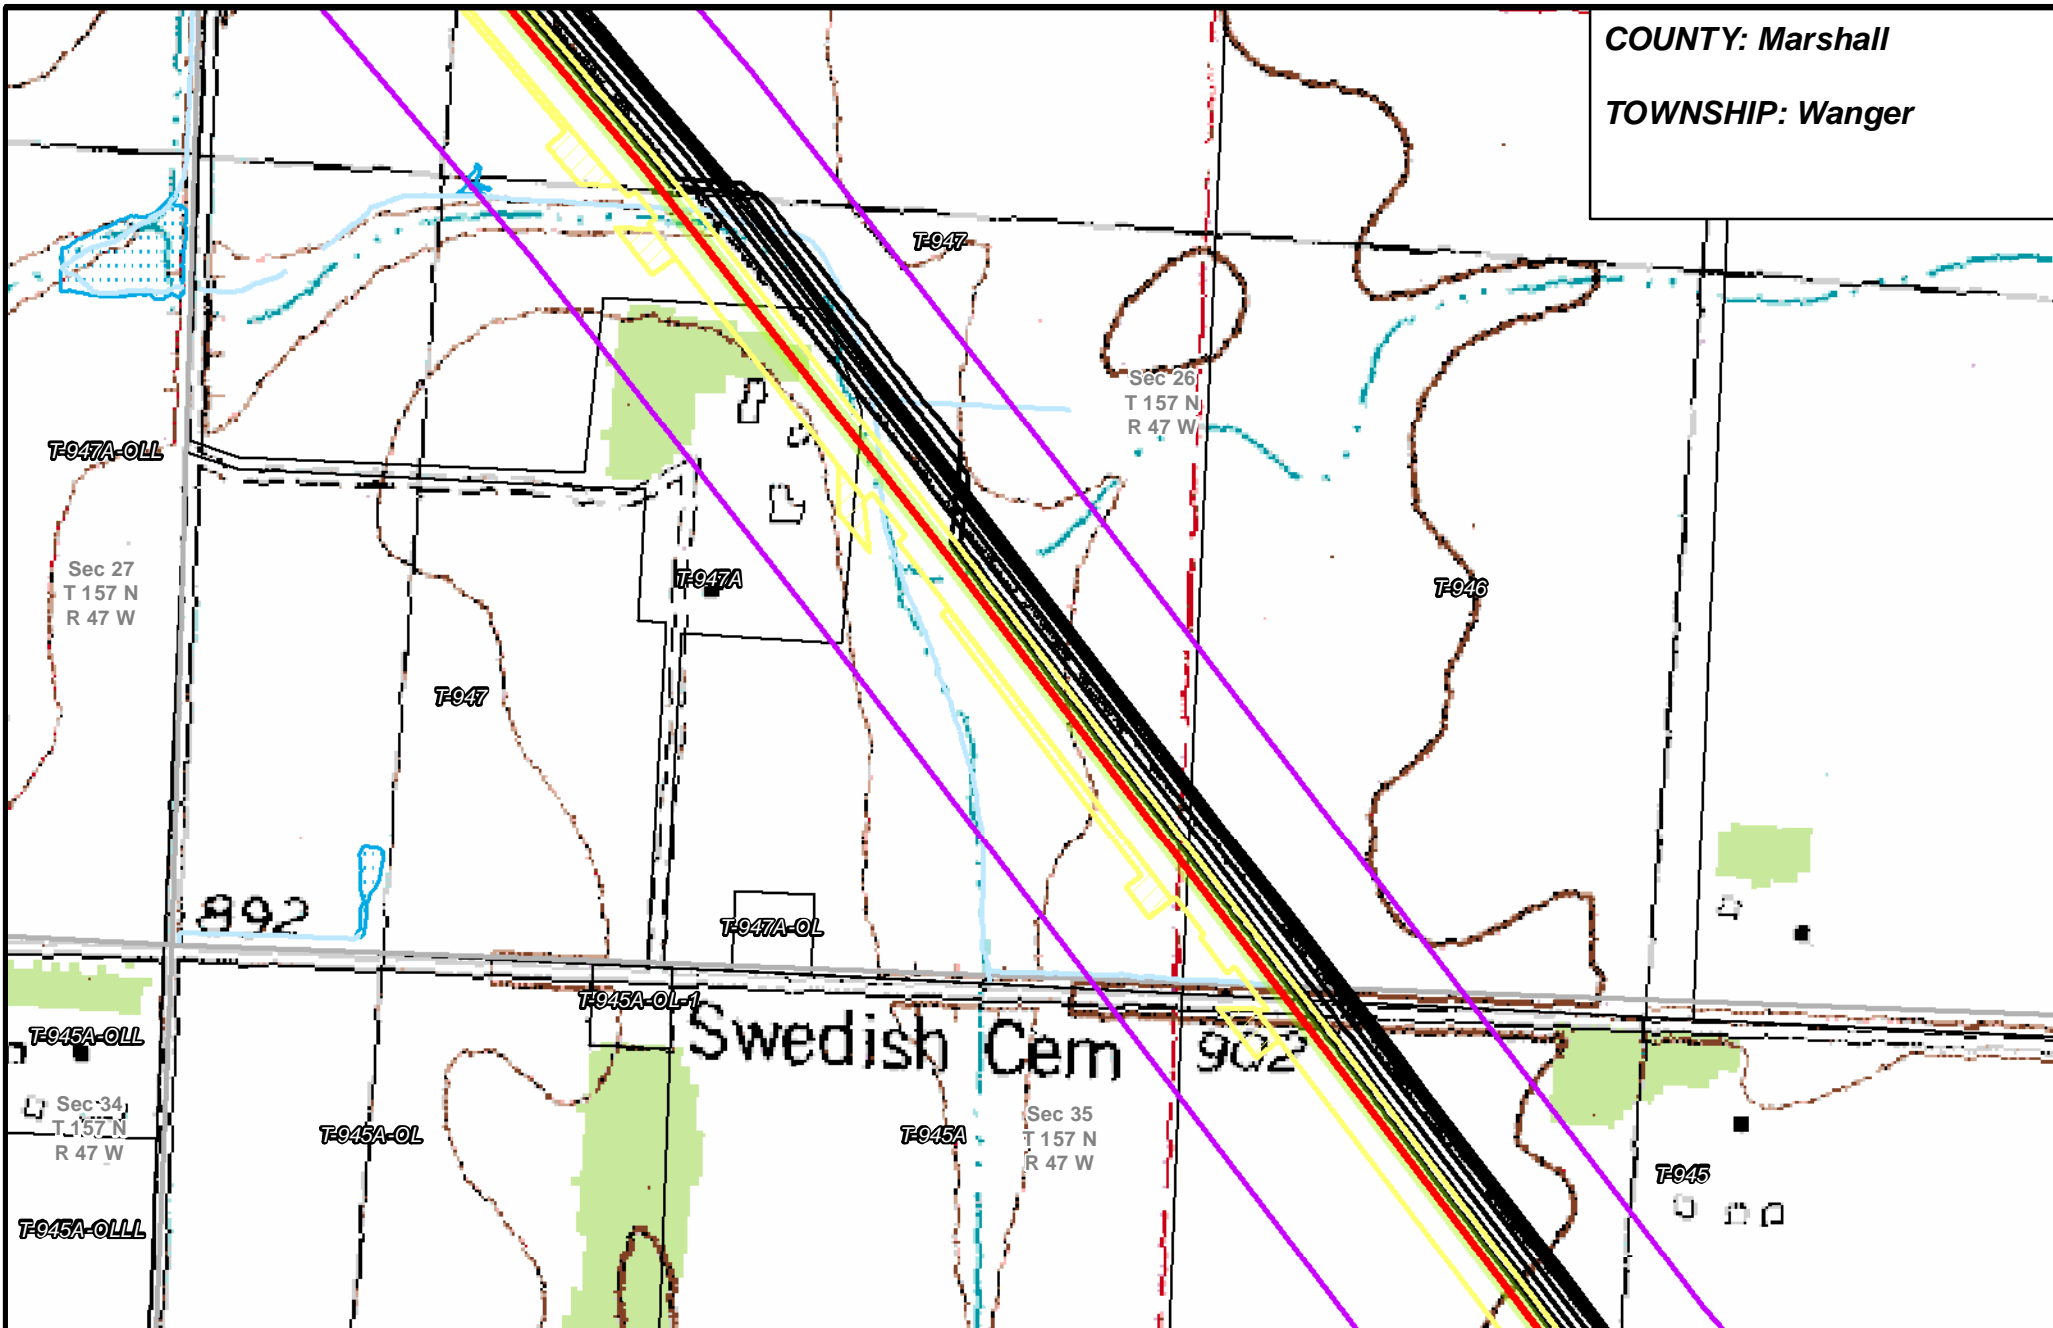 COUNTY: Marshall
TOWNSHIP: Wanger
T-947
Sec 26
T 157 N
R 47 W
T-947A-OLL
Sec 27
T 157 N
R 47 W
T-947A
T-946
T-947
892
T-947A-OL
T-945A-OL-1
Swedish Cem 902
T-945A-OLL
Sec 34
T 157 N
R 47 W
T-945A-OL
T-945A
Sec 35
T 157 N
R 47 W
T-945
T-945A-OLLL